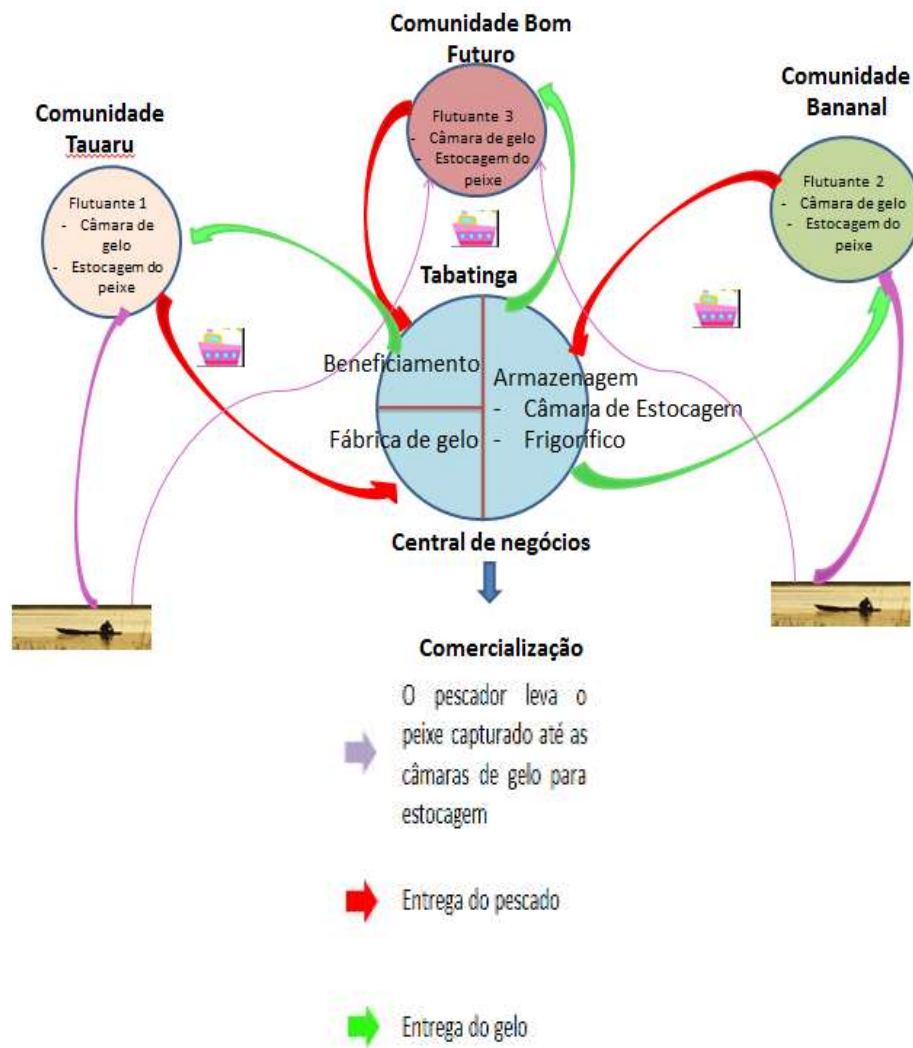 Comunidade Bom
Futuro
Comunidade
Bananal
Comunidade
Tauaru
Flutuante 3
- Câmara de gelo
- Estocagem do
peixe
Flutuante 2
- Câmara de
gelo
- Estocagem do
peixe
Flutuante 1
- Câmara de
gelo
- Estocagem do
peixe
Tabatinga
Beneficiamento
Fábrica de gelo
Armazenagem
- Câmara de Estocagem
- Frigorífico
Central de negócios
Comercialização
O pescador leva o
peixe capturado até as
câmaras de gelo para
estocagem
Entrega do pescado
Entrega do gelo